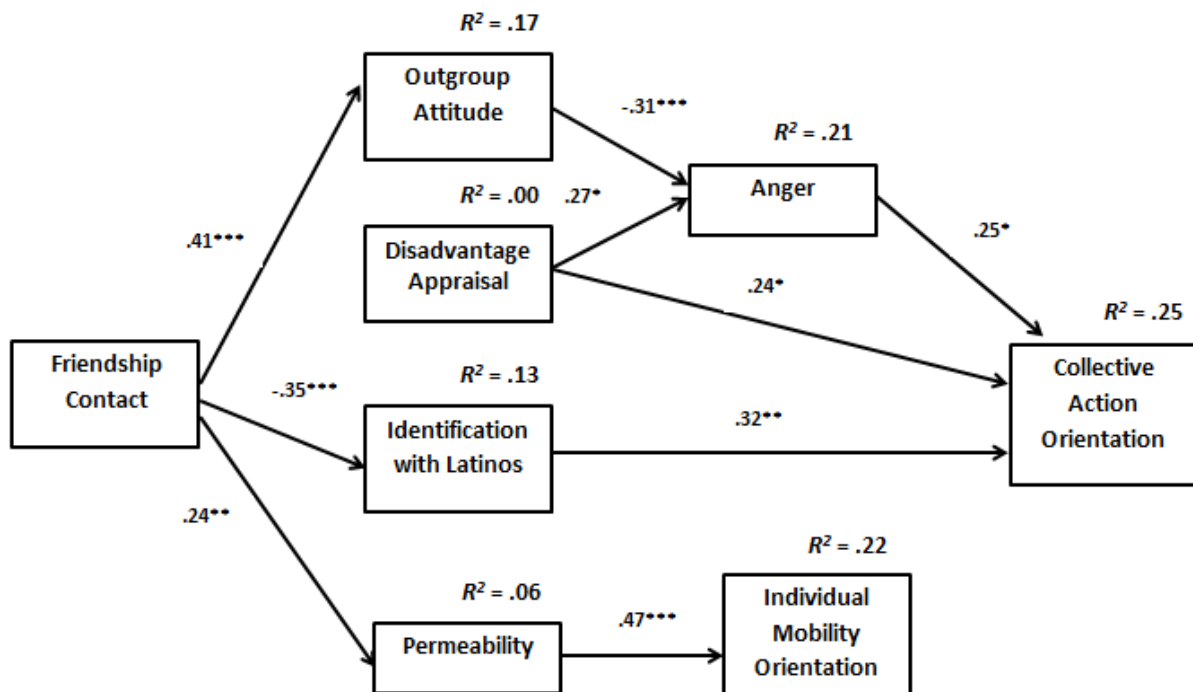 R² = .17
Outgroup
Attitude
-.31***
R² = .21
Anger
R² = .00
.27*
Disadvantage
Appraisal
.41***
.25*
.24*
R² = .25
Friendship
Contact
-.35***
R² = .13
Identification
with Latinos
.32**
Collective
Action
Orientation
.24**
R² = .22
R² = .06
Permeability
.47***
Individual
Mobility
Orientation